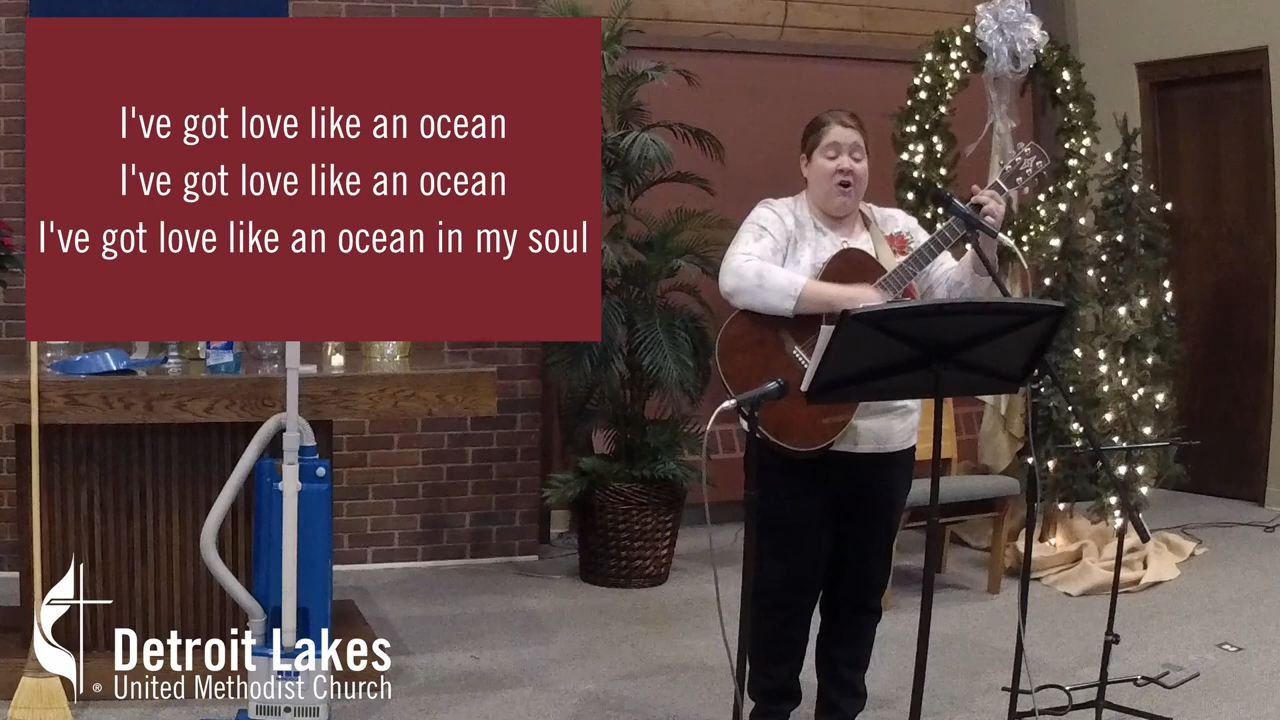 I've got love like an ocean
I've got love like an ocean
I've got love like an ocean in my soul
Detroit Lakes
® United Methodist Church